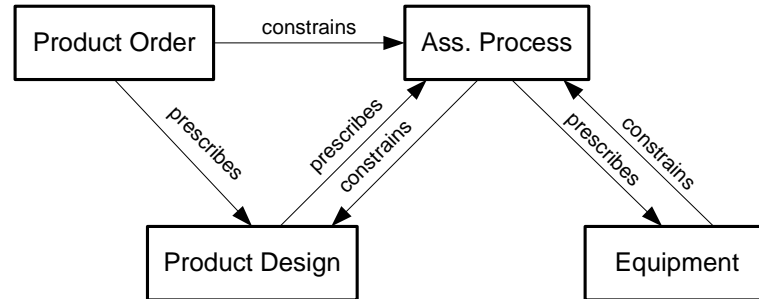 Product Order
constrains
Ass. Process
prescribes
prescribes
constrains
prescribes
constrains
Product Design
Equipment